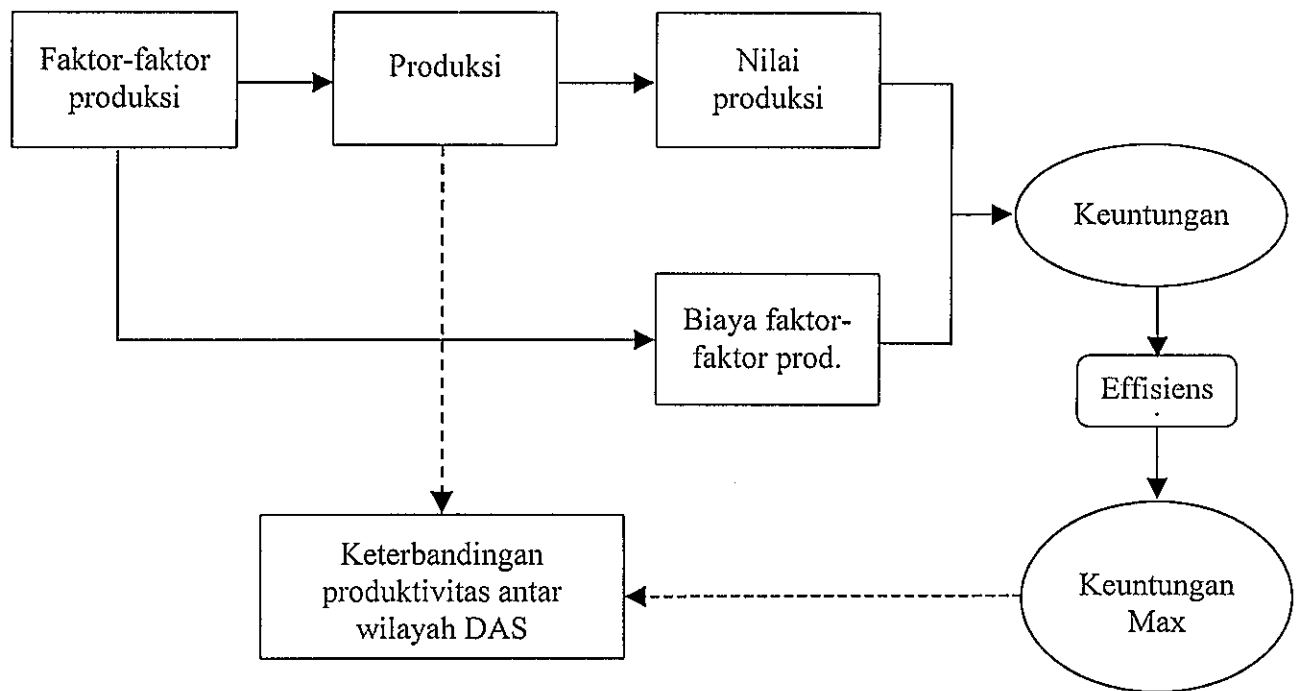 Faktor-faktor
produksi
Produksi
Nilai
produksi
Keuntungan
Biaya faktor-
faktor prod.
Effisiens
Keterbandingan
produktivitas antar
wilayah DAS
Keuntungan
Max